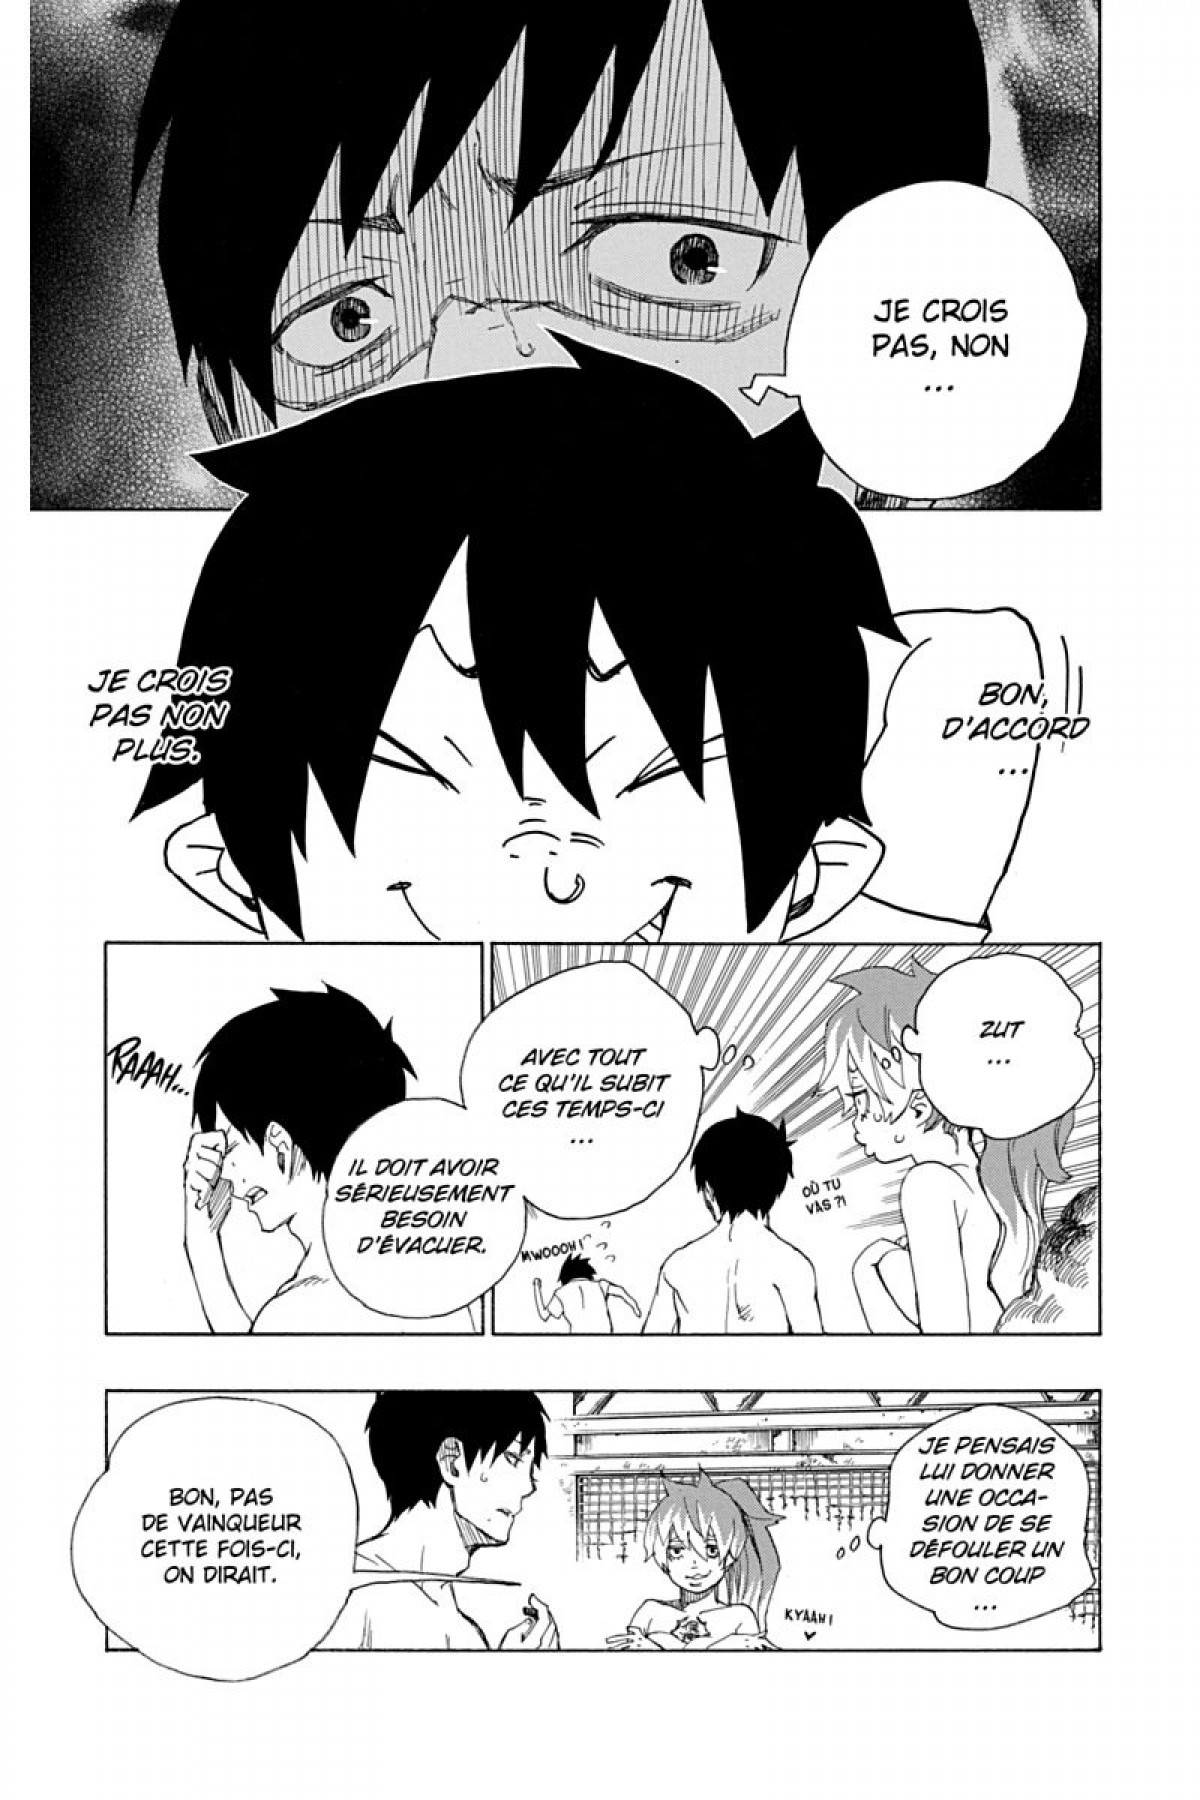 JE CROIS
PAS, NON
...
BON,
D'ACCORD
...
JE CROIS
PAS NON
PLUS.
ZUT
...
OÙ TU
VAS ?!
AVEC TOUT
CE QU'IL SUBIT
CES TEMPS-CI
...
MWOOOH !
IL DOIT AVOIR
SÉRIEUSEMENT
BESOIN
D'ÉVACUER.
RAAAH...
JE PENSAIS
LUI DONNER
UNE OCCA-
SION DE SE
DÉFOULER UN
BON COUP
...
KYAAH !
BON, PAS
DE VAINQUEUR
CETTE FOIS-CI,
ON DIRAIT.